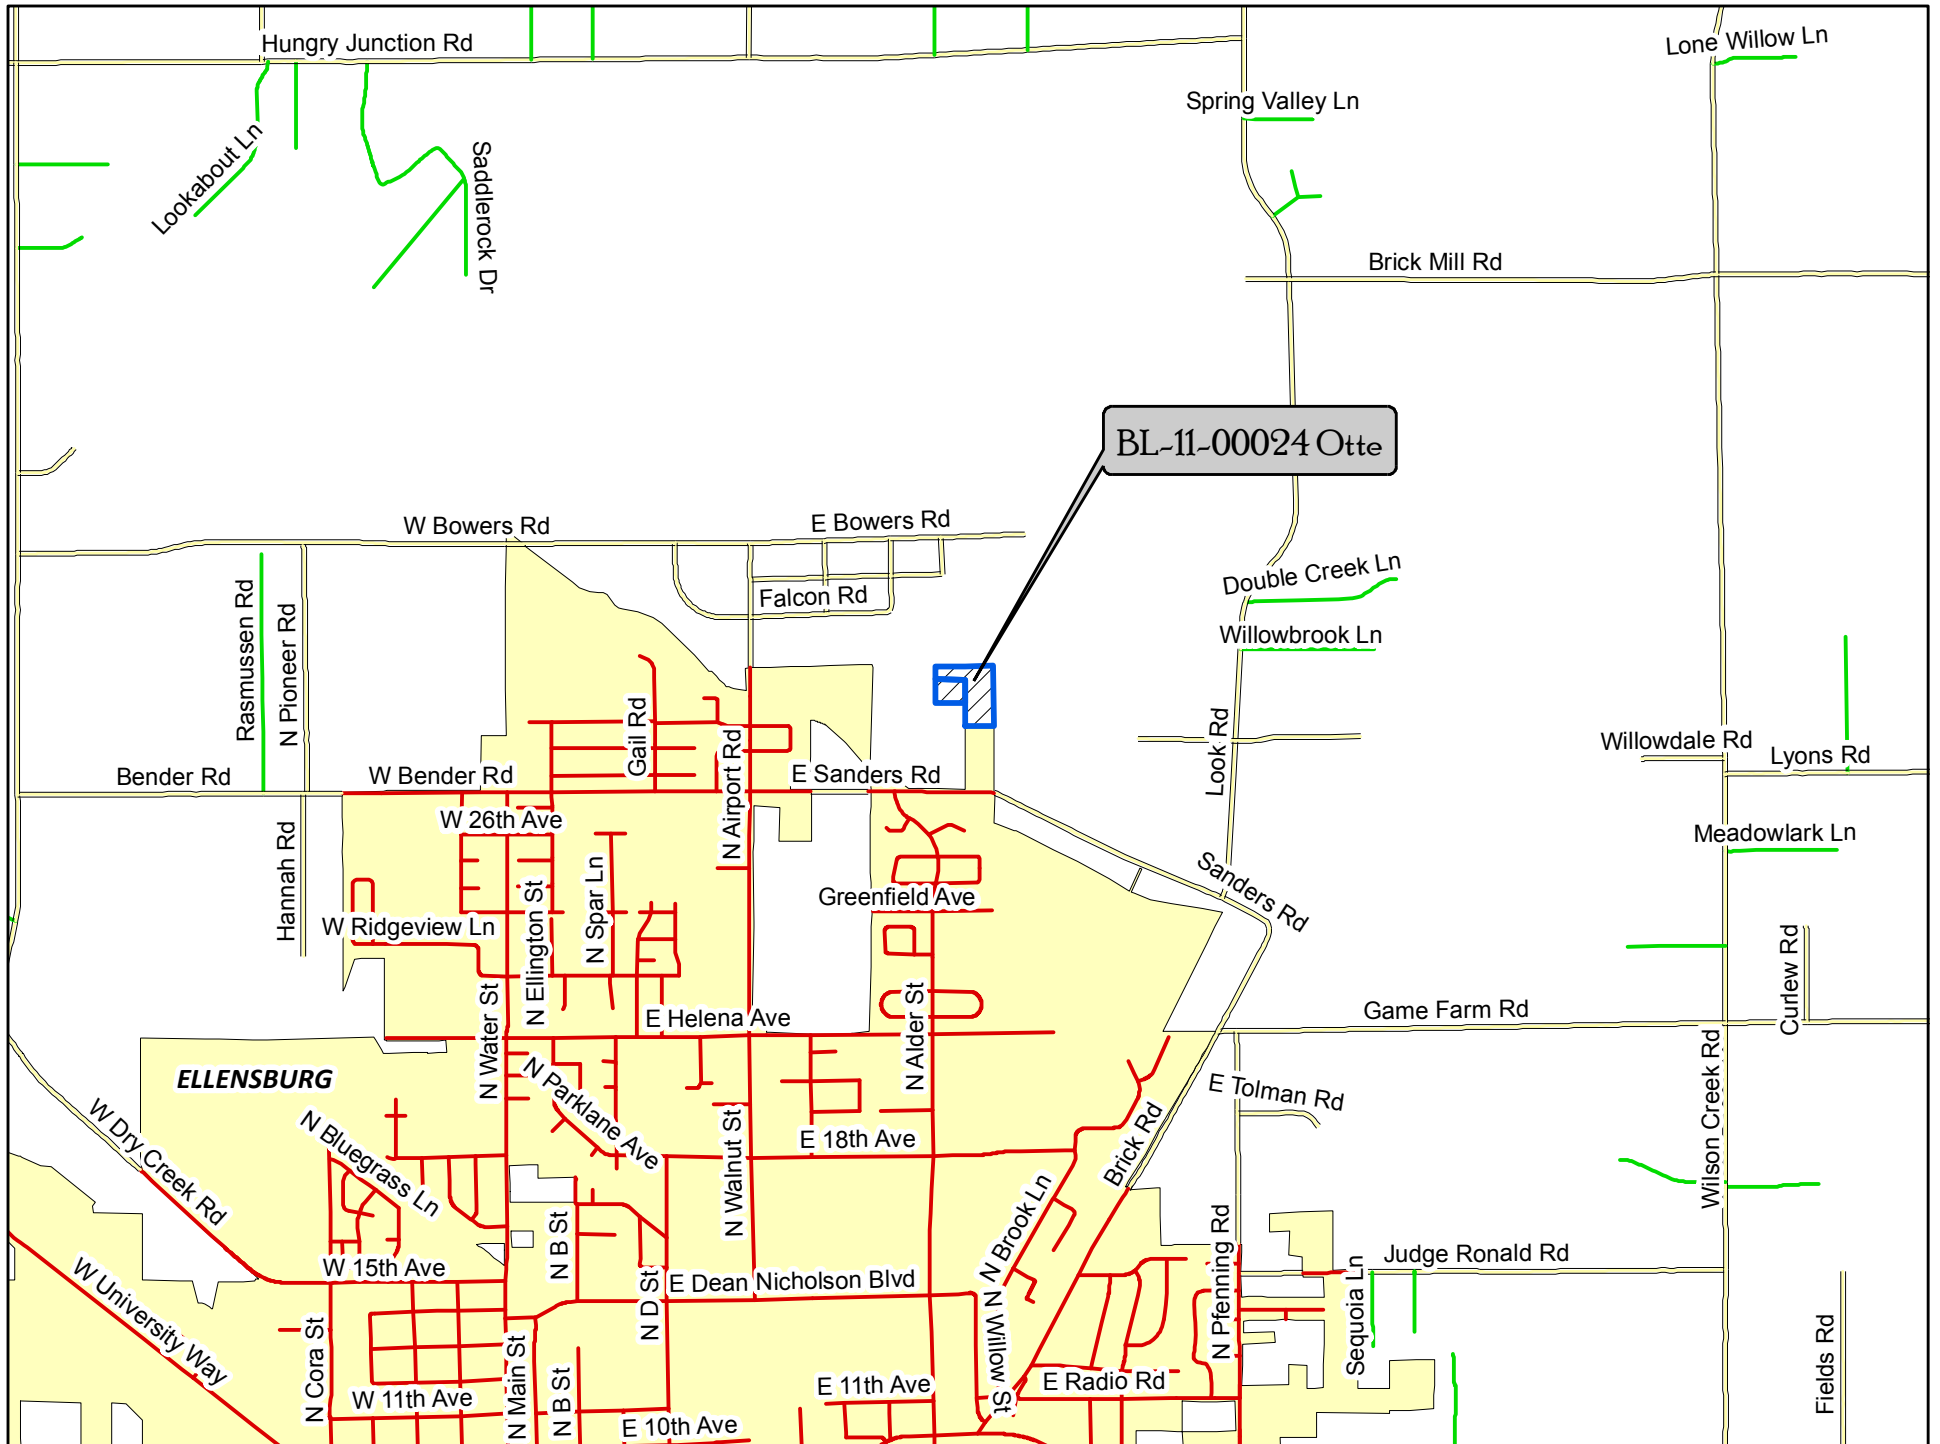 Hungry Junction Rd
Lone Willow Ln
Spring Valley Ln
Lookabout Ln
Saddlerock Dr
Brick Mill Rd
BL-11-00024 Otte
W Bowers Rd
E Bowers Rd
Double Creek Ln
Falcon Rd
Willowbrook Ln
Rasmussen Rd
N Pioneer Rd
Gail Rd
N Airport Rd
Look Rd
Willowdale Rd
Lyons Rd
Bender Rd
W Bender Rd
E Sanders Rd
W 26th Ave
Meadowlark Ln
Hannah Rd
N Ellington St
N Spar Ln
Greenfield Ave
Sanders Rd
W Ridgeview Ln
Curlew Rd
N Water St
E Helena Ave
N Alder St
Game Farm Rd
ELLENSBURG
N Parklane Ave
E Tolman Rd
Wilson Creek Rd
W Dry Creek Rd
N Bluegrass Ln
N Walnut St
E 18th Ave
Brick Rd
N Brook Ln
N B St
N Pfenning Rd
Judge Ronald Rd
W 15th Ave
E Dean Nicholson Blvd
W University Way
N D St
N Willow St
Sequoia Ln
N Cora St
N Main St
N B St
W 11th Ave
E 11th Ave
E Radio Rd
Fields Rd
E 10th Ave